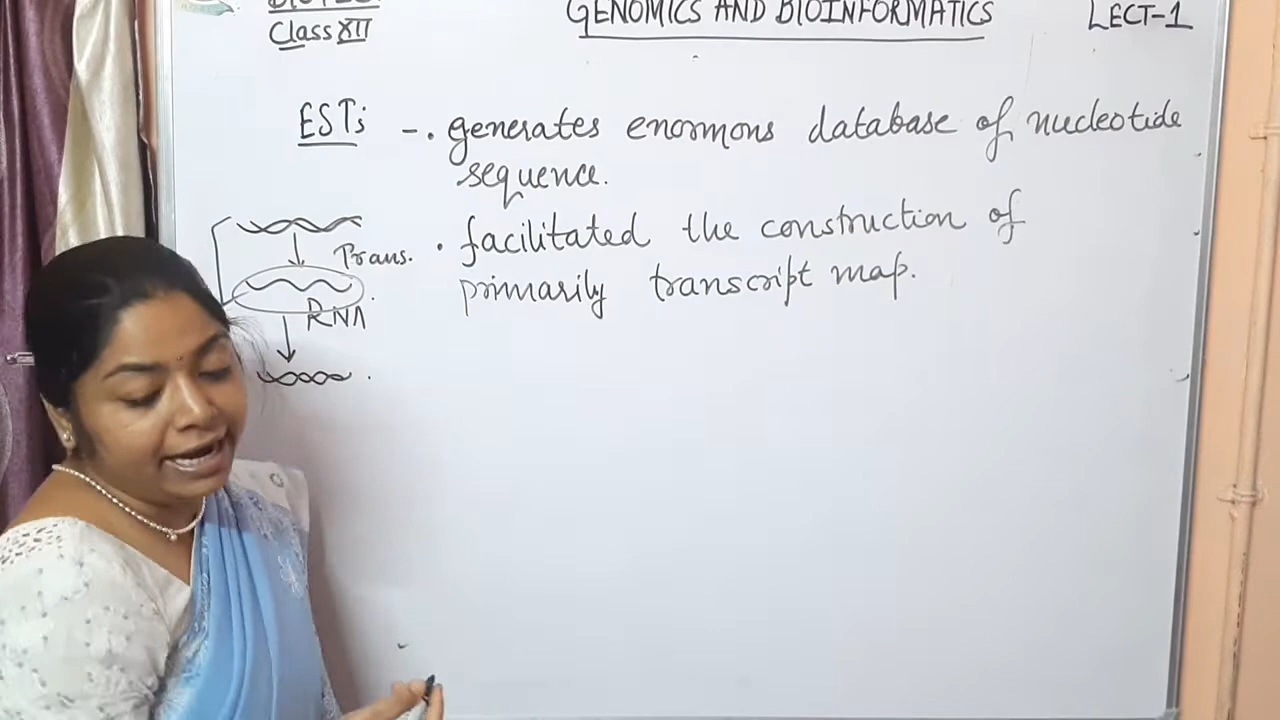 GENOMICS AND BIOINFORMATICS
LECT-1
Class XII
ESTs -. generates enormous database of nucleotide
sequence.
. facilitated the construction of
primarily transcript map.
Trans.
RNA